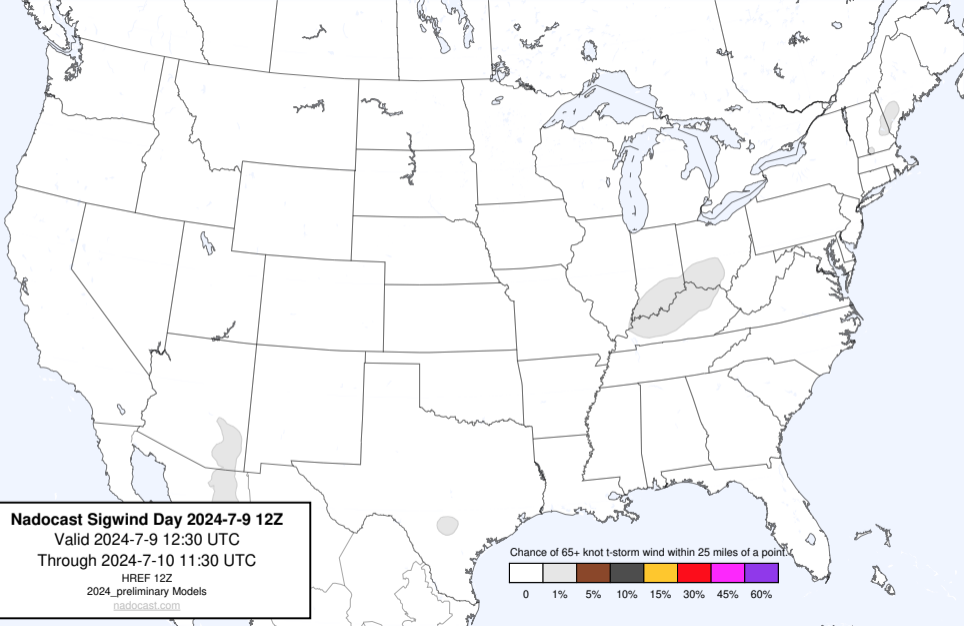 Nadocast Sigwind Day 2024-7-9 12Z
Valid 2024-7-9 12:30 UTC
Through 2024-7-10 11:30 UTC
HREF 12Z
2024_preliminary Models
nadocast.com
Chance of 65+ knot t-storm wind within 25 miles of a point.
0 1% 5% 10% 15% 30% 45% 60%